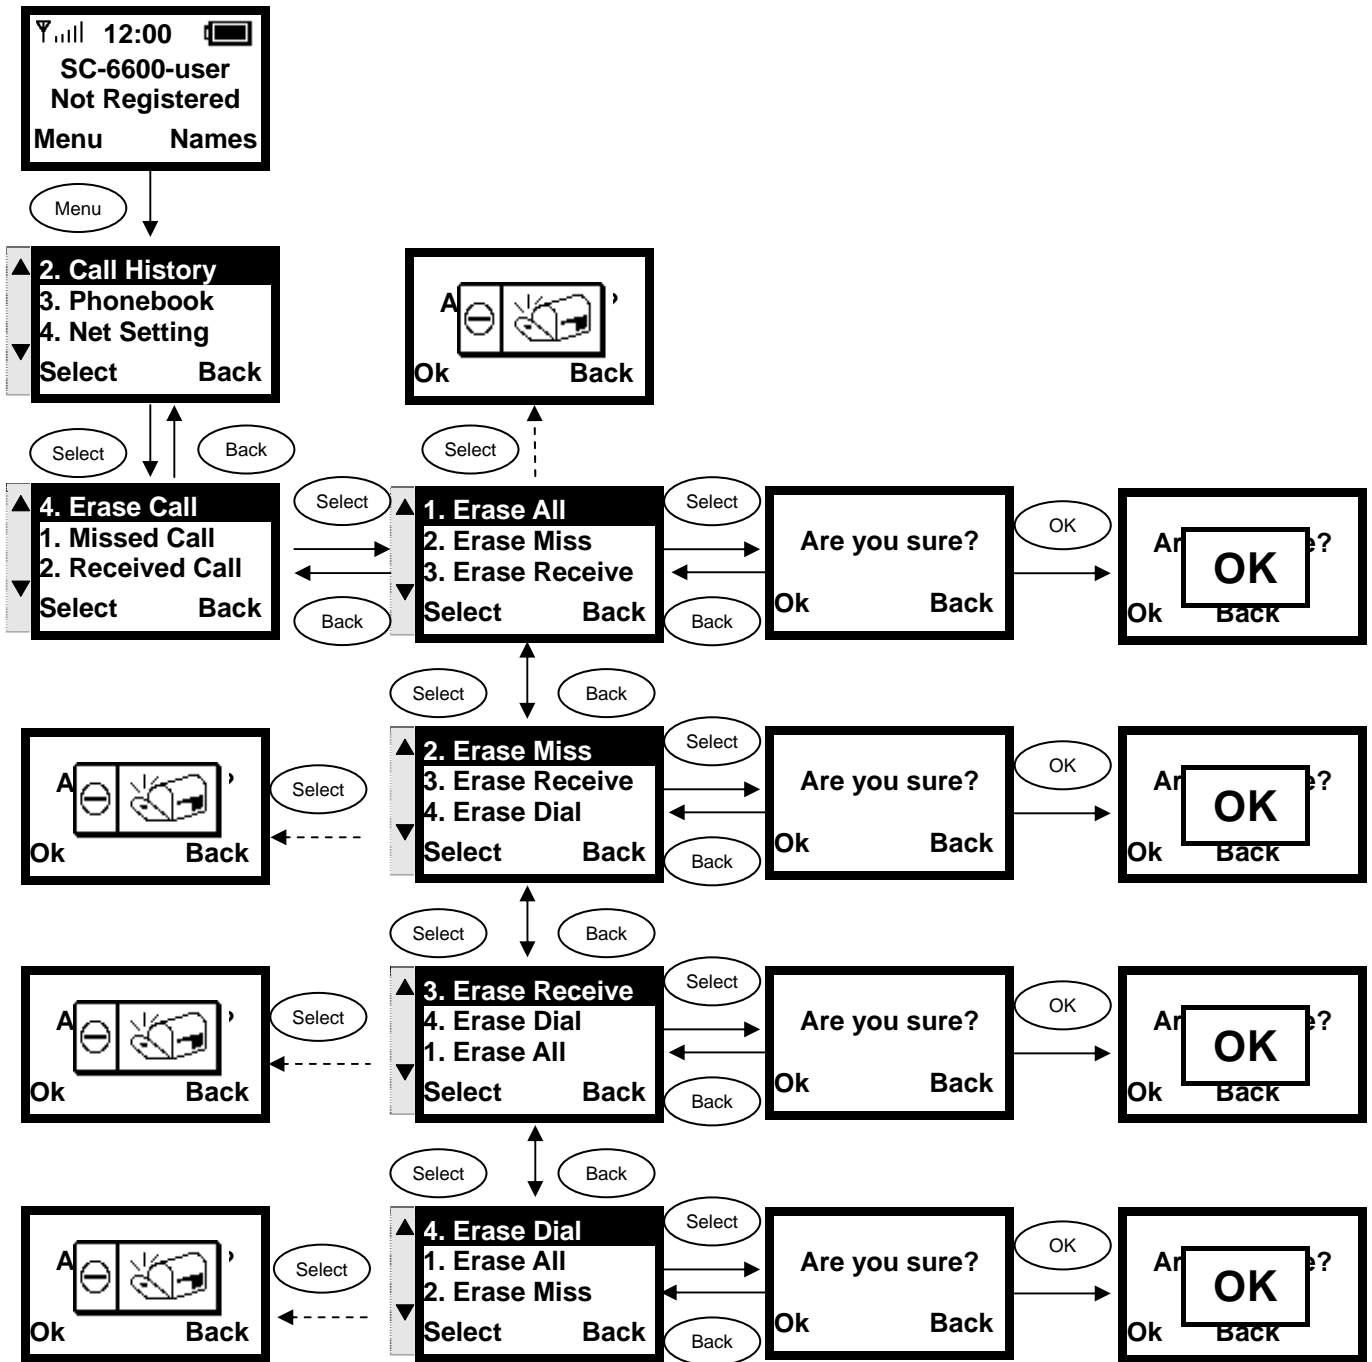 12:00
SC-6600-user
Not Registered
Menu Names
Menu
2. Call History
3. Phonebook
4. Net Setting
Select Back
A ?
Ok Back
Select
Back
Select
4. Erase Call
1. Missed Call
2. Received Call
Select Back
Select
Back
1. Erase All
2. Erase Miss
3. Erase Receive
Select Back
Select
Back
Are you sure?
Ok Back
OK
Ar e?
OK
Ok Back
Select
Back
A ?
Ok Back
Select
2. Erase Miss
3. Erase Receive
4. Erase Dial
Select Back
Select
Back
Are you sure?
Ok Back
OK
Ar e?
OK
Ok Back
Select
Back
A ?
Ok Back
Select
3. Erase Receive
4. Erase Dial
1. Erase All
Select Back
Select
Back
Are you sure?
Ok Back
OK
Ar e?
OK
Ok Back
Select
Back
A ?
Ok Back
Select
4. Erase Dial
1. Erase All
2. Erase Miss
Select Back
Select
Back
Are you sure?
Ok Back
OK
Ar e?
OK
Ok Back